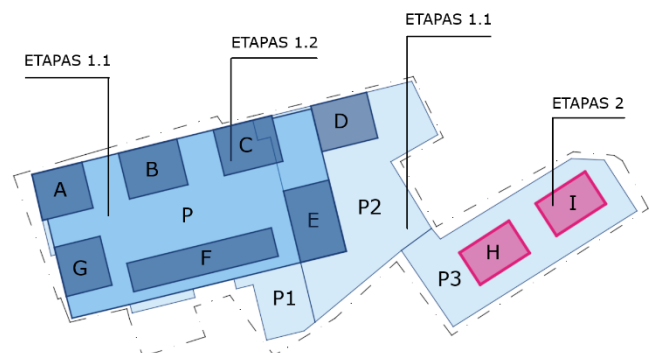 ETAPAS 1.1
ETAPAS 1.1
ETAPAS 1.2
ETAPAS 2
A
B
C
D
E
F
G
H
I
P
P1
P2
P3